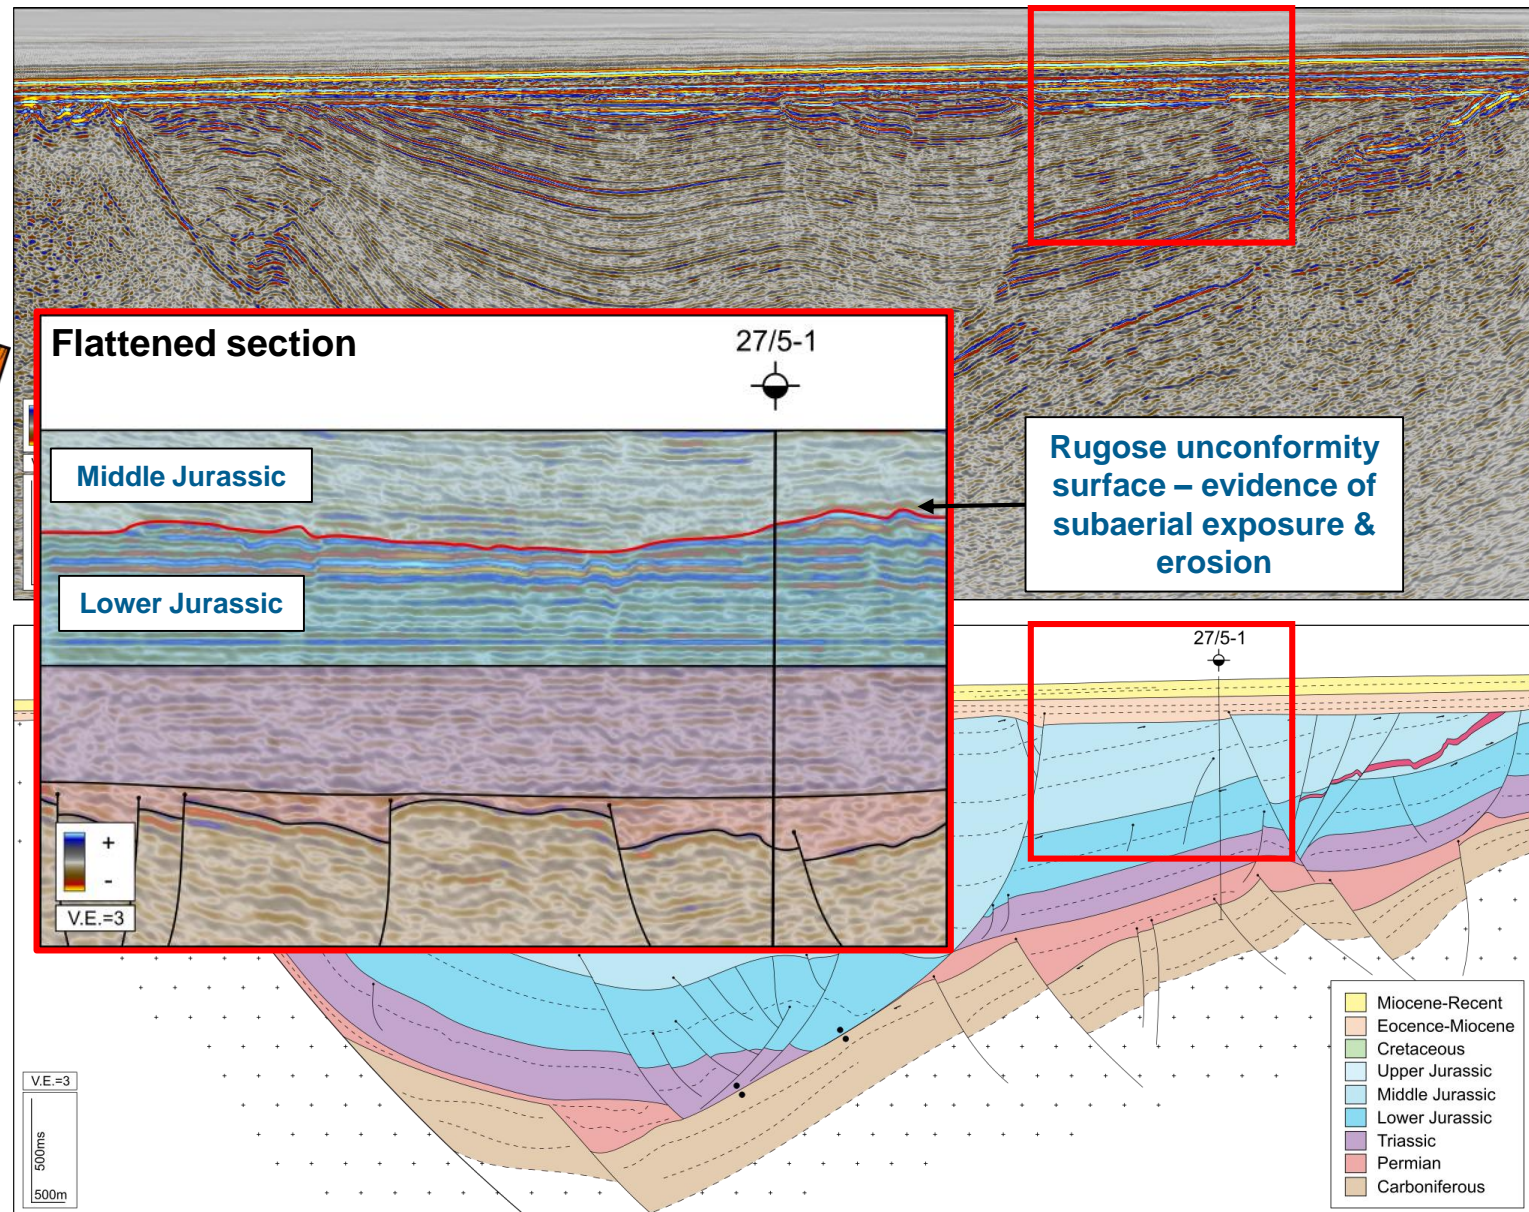 Flattened section
27/5-1
Middle Jurassic
Lower Jurassic
+
-
V.E.=3
Rugose unconformity
surface – evidence of
subaerial exposure &
erosion
27/5-1
V.E.=3
500ms
500m
Miocene-Recent
Eocence-Miocene
Cretaceous
Upper Jurassic
Middle Jurassic
Lower Jurassic
Triassic
Permian
Carboniferous